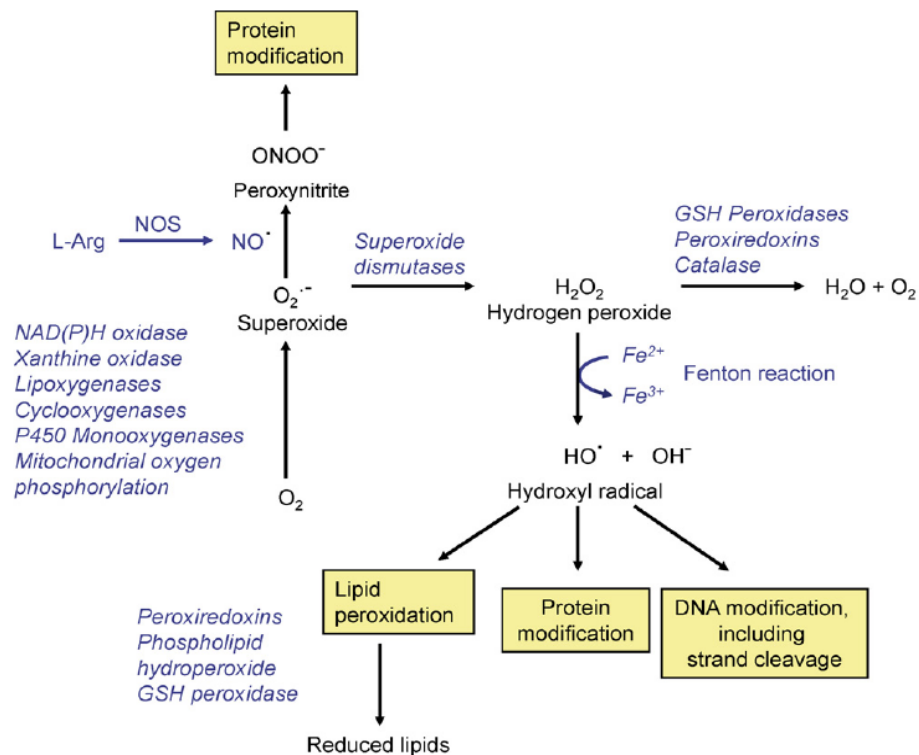 Protein
modification
ONOO⁻
Peroxynitrite
L-Arg
NOS
NO˙
Superoxide
dismutases
GSH Peroxidases
Peroxiredoxins
Catalase
O₂˙⁻
Superoxide
H₂O₂
Hydrogen peroxide
H₂O + O₂
NAD(P)H oxidase
Xanthine oxidase
Lipoxygenases
Cyclooxygenases
P450 Monooxygenases
Mitochondrial oxygen
phosphorylation
O₂
Fe²⁺
Fe³⁺
Fenton reaction
HO˙ + OH⁻
Hydroxyl radical
Lipid
peroxidation
Protein
modification
DNA modification,
including
strand cleavage
Peroxiredoxins
Phospholipid
hydroperoxide
GSH peroxidase
Reduced lipids